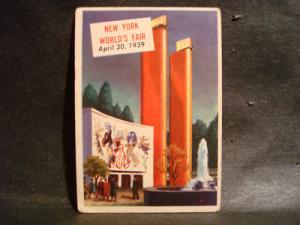 NEW YORK
WORLD'S FAIR
April 30, 1939